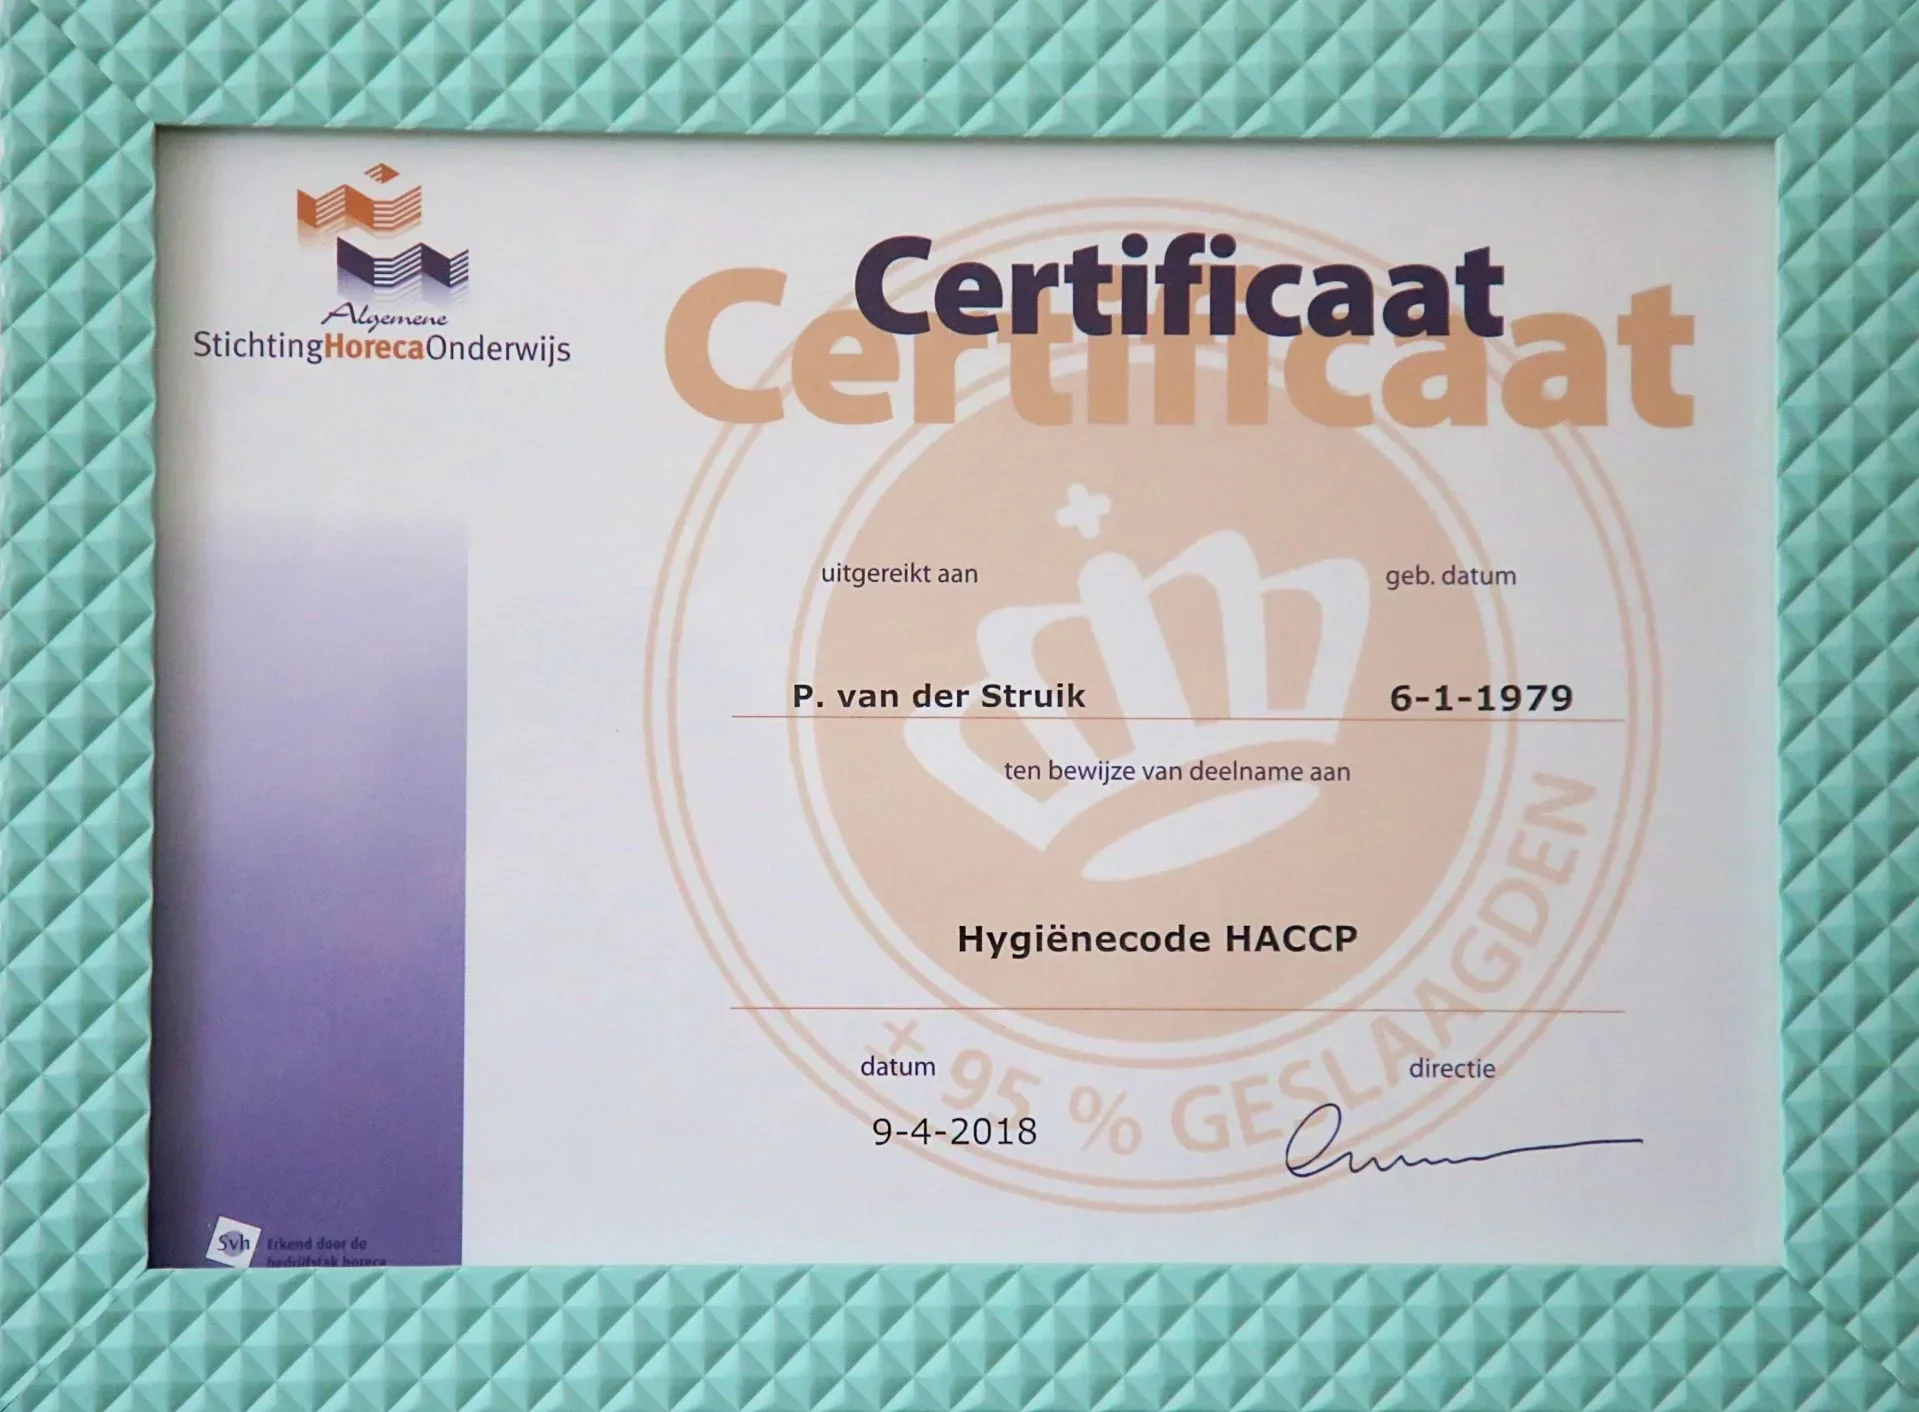 Algemene
StichtingHorecaOnderwijs
Certificaat
Certificaat
uitgereikt aan
geb. datum
P. van der Struik
6-1-1979
ten bewijze van deelname aan
Hygiënecode HACCP
datum
directie
9-4-2018
± 95 % GESLAAGDEN
Svh
Erkend door de
bedrijfstak horeca